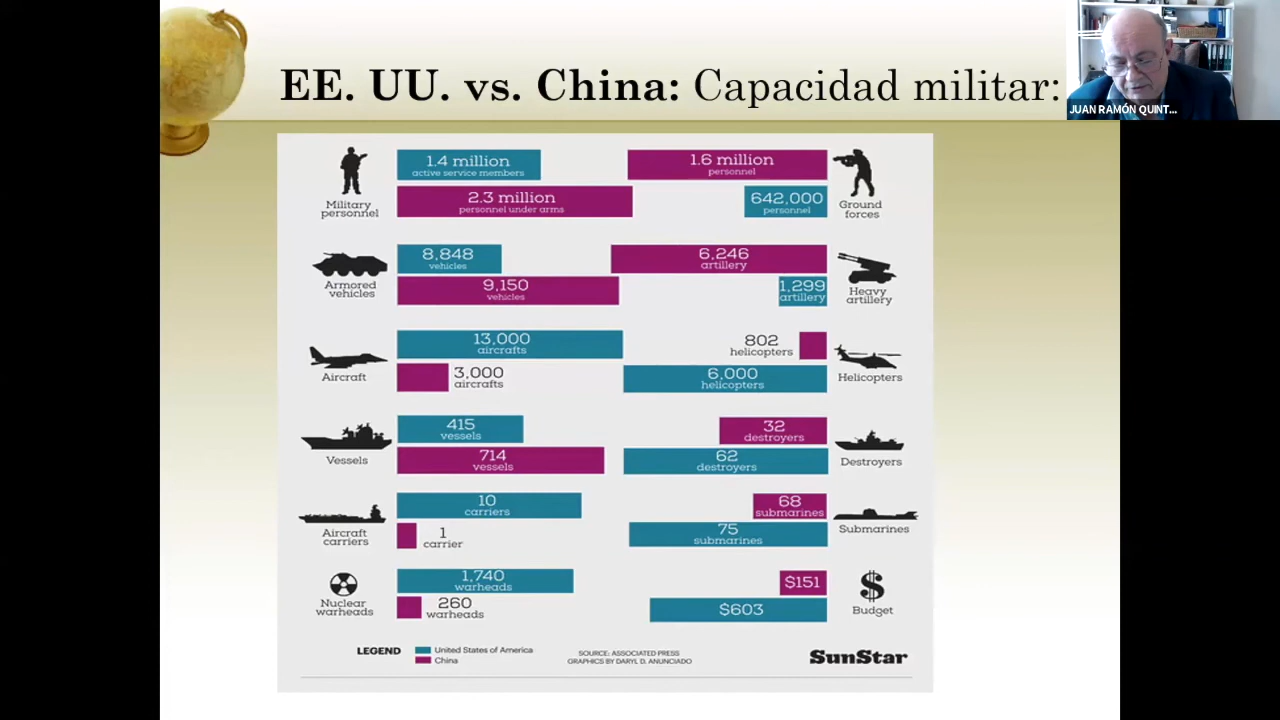 EE. UU. vs. China: Capacidad militar:
JUAN RAMÓN QUINT...
1.4 million
active service members
2.3 million
personnel under arms
Military
personnel
1.6 million
personnel
642,000
personnel
Ground
forces
8,848
vehicles
9,150
vehicles
Armored
vehicles
6,246
artillery
1,299
artillery
Heavy
artillery
13,000
aircrafts
3,000
aircrafts
Aircraft
802
helicopters
6,000
helicopters
Helicopters
415
vessels
714
vessels
Vessels
32
destroyers
62
destroyers
Destroyers
10
carriers
1
carrier
Aircraft
carriers
68
submarines
75
submarines
Submarines
1,740
warheads
260
warheads
Nuclear
warheads
$151
$603
$
Budget
LEGEND
United States of America
China
SOURCE: ASSOCIATED PRESS
GRAPHICS BY DARYL D. ANUNCIADO
SunStar